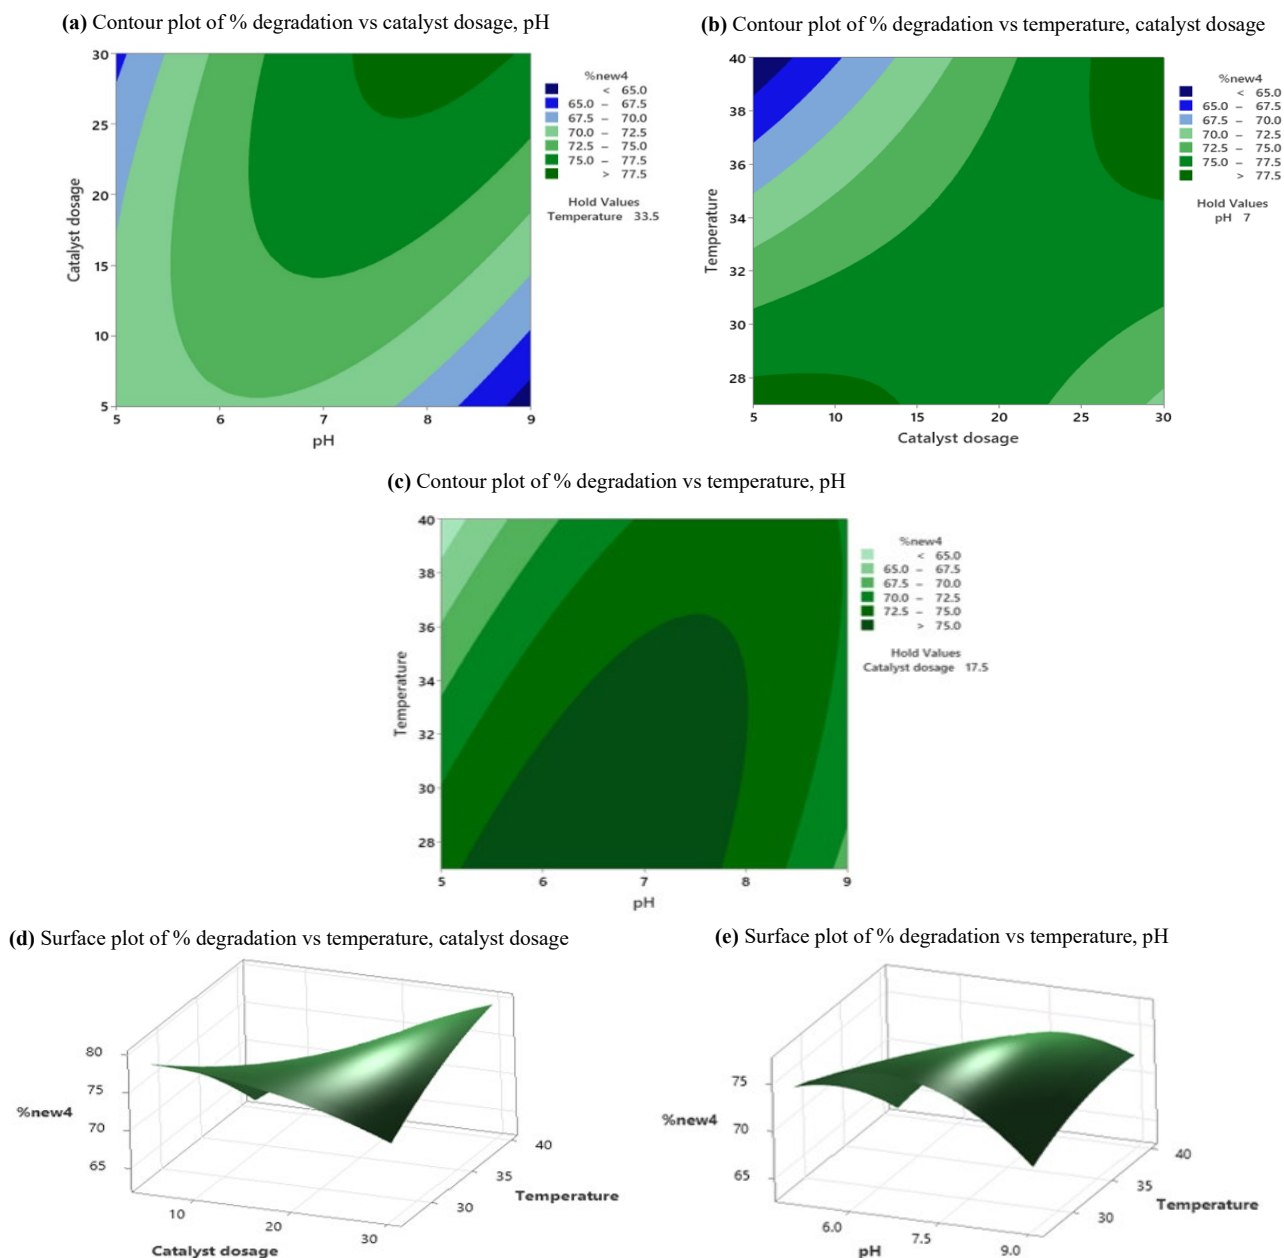 (a) Contour plot of % degradation vs catalyst dosage, pH
30
25
20
15
10
5
Catalyst dosage
5 6 7 8 9
pH
%new4
< 65.0
65.0 – 67.5
67.5 – 70.0
70.0 – 72.5
72.5 – 75.0
75.0 – 77.5
> 77.5
Hold Values
Temperature 33.5
(b) Contour plot of % degradation vs temperature, catalyst dosage
40
38
36
34
32
30
28
Temperature
5 10 15 20 25 30
Catalyst dosage
%new4
< 65.0
65.0 – 67.5
67.5 – 70.0
70.0 – 72.5
72.5 – 75.0
75.0 – 77.5
> 77.5
Hold Values
pH 7
(c) Contour plot of % degradation vs temperature, pH
40
38
36
34
32
30
28
Temperature
5 6 7 8 9
pH
%new4
< 65.0
65.0 – 67.5
67.5 – 70.0
70.0 – 72.5
72.5 – 75.0
> 75.0
Hold Values
Catalyst dosage 17.5
(d) Surface plot of % degradation vs temperature, catalyst dosage
80
75
70
65
%new4
10 20 30
Catalyst dosage
30
35
40
Temperature
(e) Surface plot of % degradation vs temperature, pH
75
70
65
%new4
6.0 7.5 9.0
pH
30
35
40
Temperature